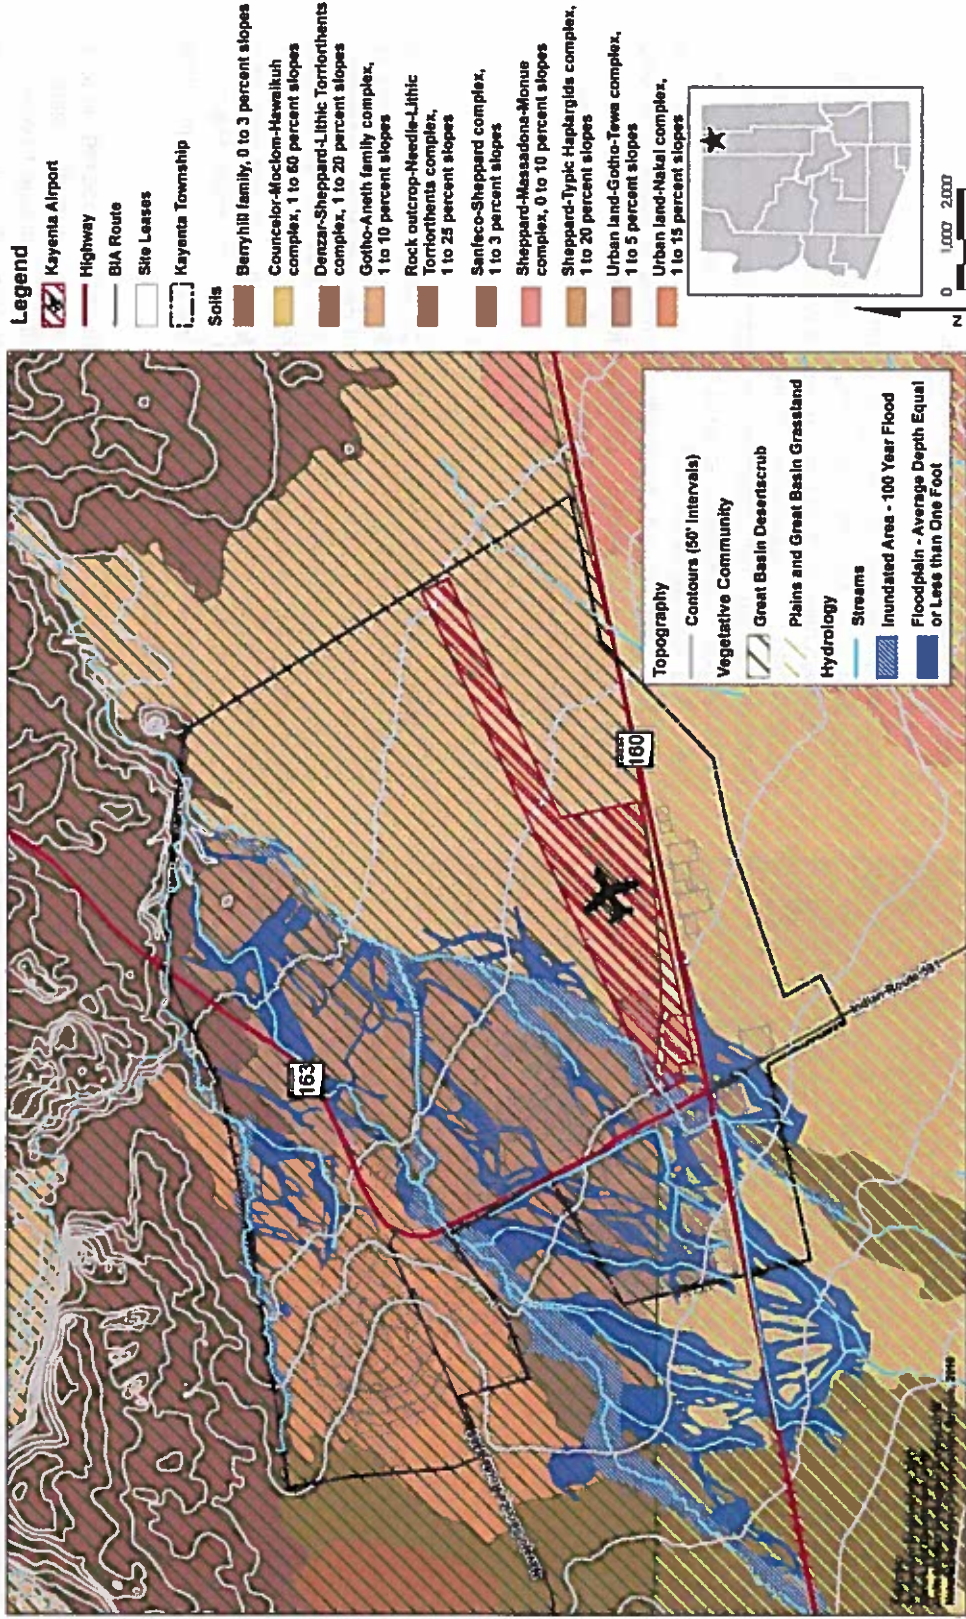 Legend
Kayenta Airport
Highway
BIA Route
Site Leases
Kayenta Township
Soils
Berryhill family, 0 to 3 percent slopes
Councelor-Moclom-Hawaikuh
complex, 1 to 60 percent slopes
Denzar-Sheppard-Lithic Torriorthents
complex, 1 to 20 percent slopes
Gotho-Aneth family complex,
1 to 10 percent slopes
Rock outcrop-Needle-Lithic
Torriorthents complex,
1 to 25 percent slopes
Sanfeco-Sheppard complex,
1 to 3 percent slopes
Sheppard-Massadona-Monue
complex, 0 to 10 percent slopes
Sheppard-Typic Haplargids complex,
1 to 20 percent slopes
Urban land-Gotho-Tewa complex,
1 to 5 percent slopes
Urban land-Nakai complex,
1 to 15 percent slopes
0 1,000' 2,000'
N
163
160
Indian Route 591
Topography
Contours (50' Intervals)
Vegetative Community
Great Basin Desertscrub
Plains and Great Basin Grassland
Hydrology
Streams
Inundated Area - 100 Year Flood
Floodplain - Average Depth Equal
or Less than One Foot